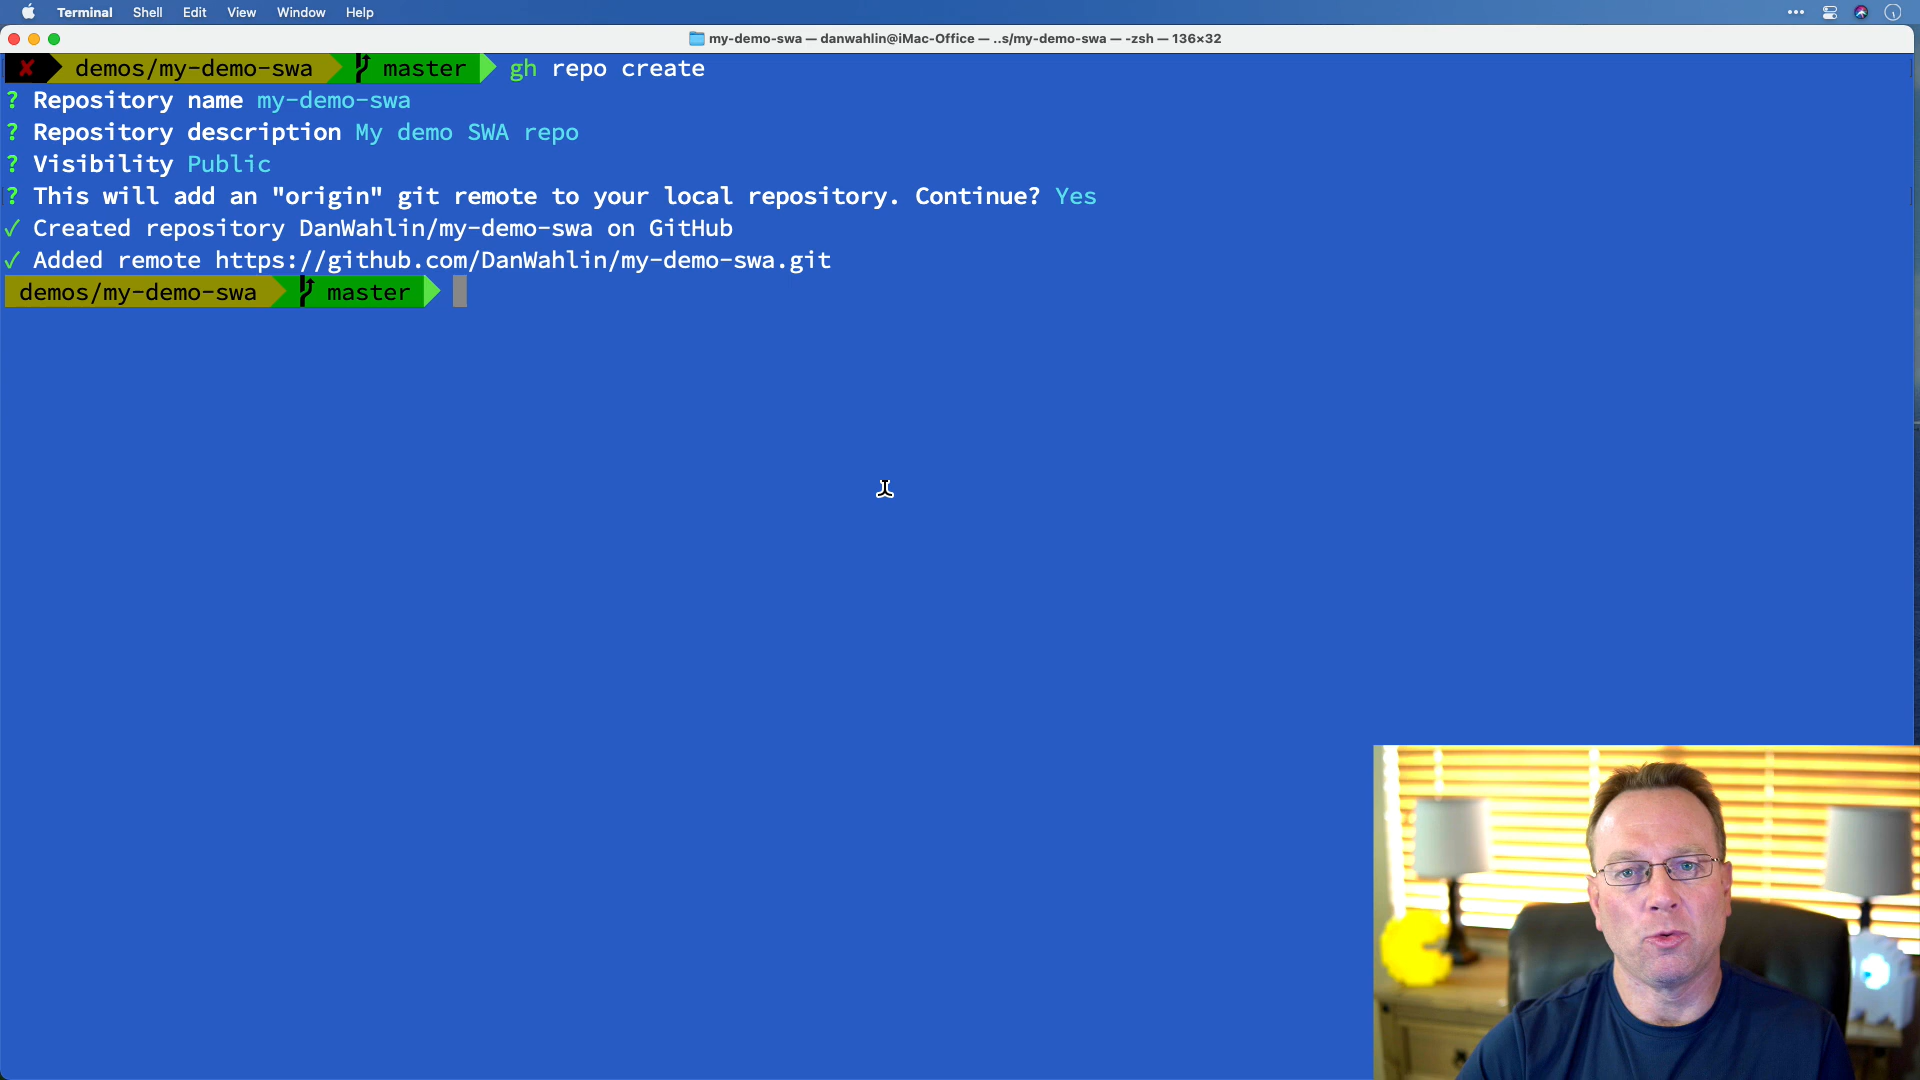 Terminal Shell Edit View Window Help
my-demo-swa — danwahlin@iMac-Office — ..s/my-demo-swa — -zsh — 136×32
✘ demos/my-demo-swa master gh repo create
? Repository name my-demo-swa
? Repository description My demo SWA repo
? Visibility Public
? This will add an "origin" git remote to your local repository. Continue? Yes
✓ Created repository DanWahlin/my-demo-swa on GitHub
✓ Added remote https://github.com/DanWahlin/my-demo-swa.git
demos/my-demo-swa master